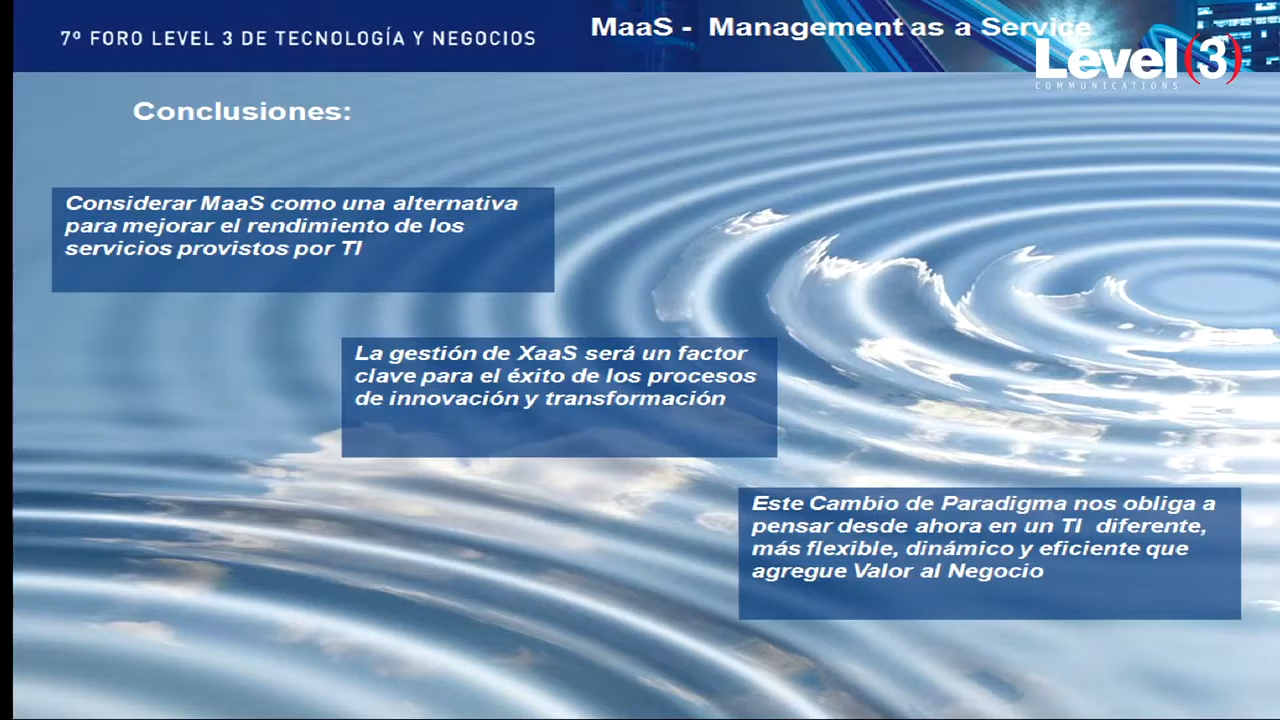 7º FORO LEVEL 3 DE TECNOLOGÍA Y NEGOCIOS
MaaS - Management as a Service
Level (3)
COMMUNICATIONS
Conclusiones:
Considerar MaaS como una alternativa
para mejorar el rendimiento de los
servicios provistos por TI
La gestión de XaaS será un factor
clave para el éxito de los procesos
de innovación y transformación
Este Cambio de Paradigma nos obliga a
pensar desde ahora en un TI diferente,
más flexible, dinámico y eficiente que
agregue Valor al Negocio